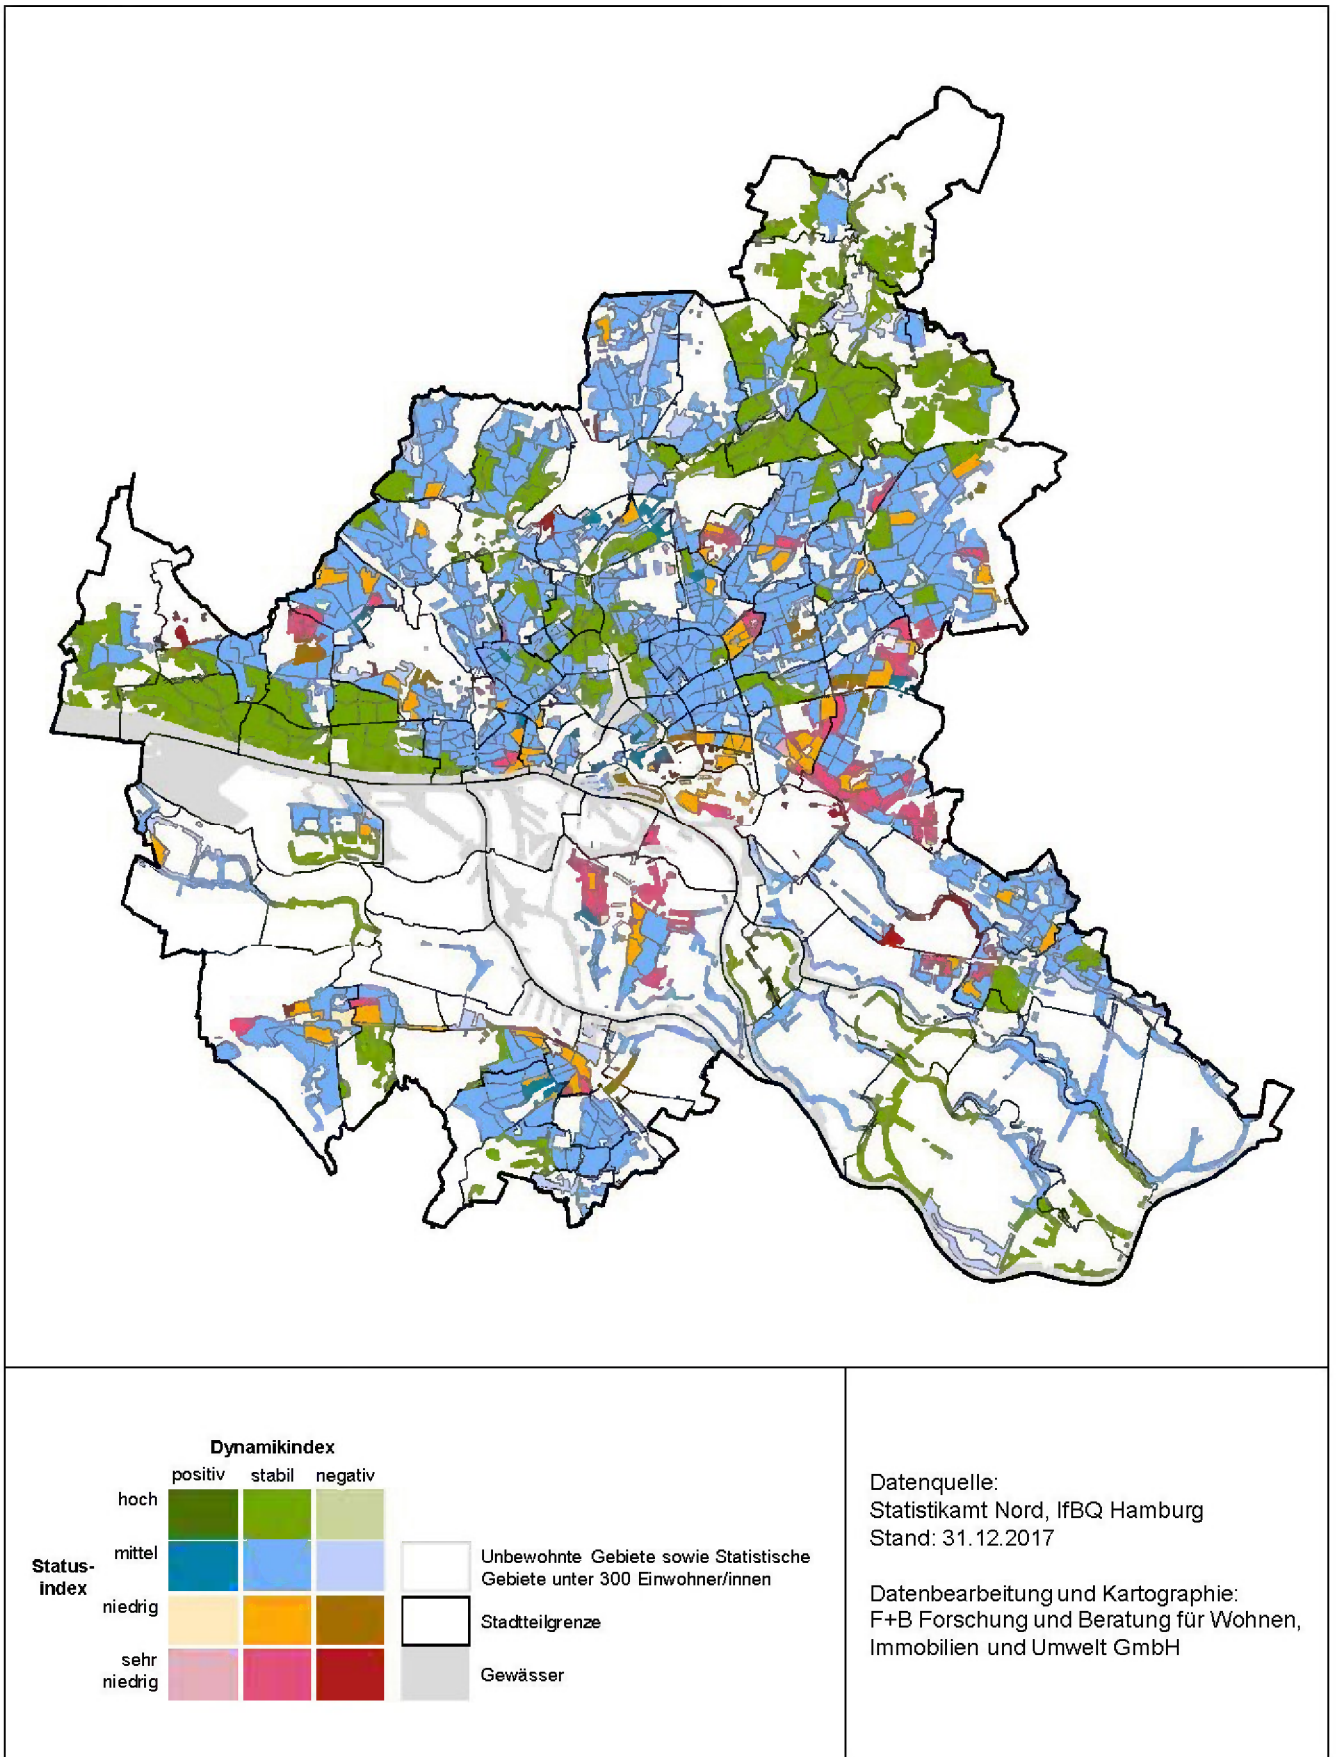 Dynamikindex
positiv stabil negativ
hoch
mittel
Status-
index
niedrig
sehr
niedrig
Unbewohnte Gebiete sowie Statistische
Gebiete unter 300 Einwohner/innen
Stadtteilgrenze
Gewässer
Datenquelle:
Statistikamt Nord, IfBQ Hamburg
Stand: 31.12.2017
Datenbearbeitung und Kartographie:
F+B Forschung und Beratung für Wohnen,
Immobilien und Umwelt GmbH